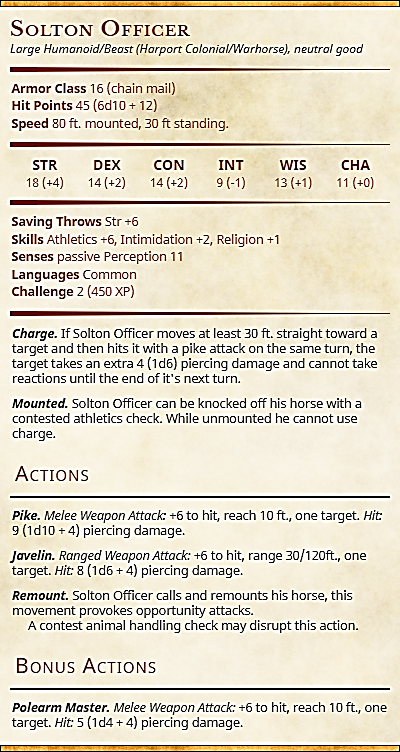 Solton Officer
Large Humanoid/Beast (Harport Colonial/Warhorse), neutral good
Armor Class 16 (chain mail)
Hit Points 45 (6d10 + 12)
Speed 80 ft. mounted, 30 ft standing.
STR DEX CON INT WIS CHA
18 (+4) 14 (+2) 14 (+2) 9 (-1) 13 (+1) 11 (+0)
Saving Throws Str +6
Skills Athletics +6, Intimidation +2, Religion +1
Senses passive Perception 11
Languages Common
Challenge 2 (450 XP)
Charge. If Solton Officer moves at least 30 ft. straight toward a
target and then hits it with a pike attack on the same turn, the
target takes an extra 4 (1d6) piercing damage and cannot take
reactions until the end of it's next turn.
Mounted. Solton Officer can be knocked off his horse with a
contested athletics check. While unmounted he cannot use
charge.
Actions
Pike. Melee Weapon Attack: +6 to hit, reach 10 ft., one target. Hit:
9 (1d10 + 4) piercing damage.
Javelin. Ranged Weapon Attack: +6 to hit, range 30/120ft., one
target. Hit: 8 (1d6 + 4) piercing damage.
Remount. Solton Officer calls and remounts his horse, this
movement provokes opportunity attacks.
A contest animal handling check may disrupt this action.
Bonus Actions
Polearm Master. Melee Weapon Attack: +6 to hit, reach 10 ft., one
target. Hit: 5 (1d4 + 4) piercing damage.